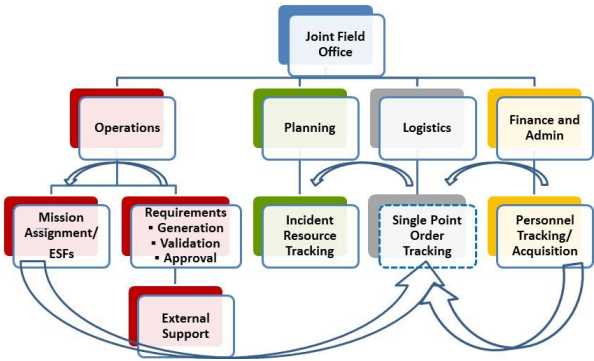 Joint Field
Office
Operations
Planning
Logistics
Finance and
Admin
Mission
Assignment/
ESFs
Requirements
▪ Generation
▪ Validation
▪ Approval
Incident
Resource
Tracking
Single Point
Order
Tracking
Personnel
Tracking/
Acquisition
External
Support